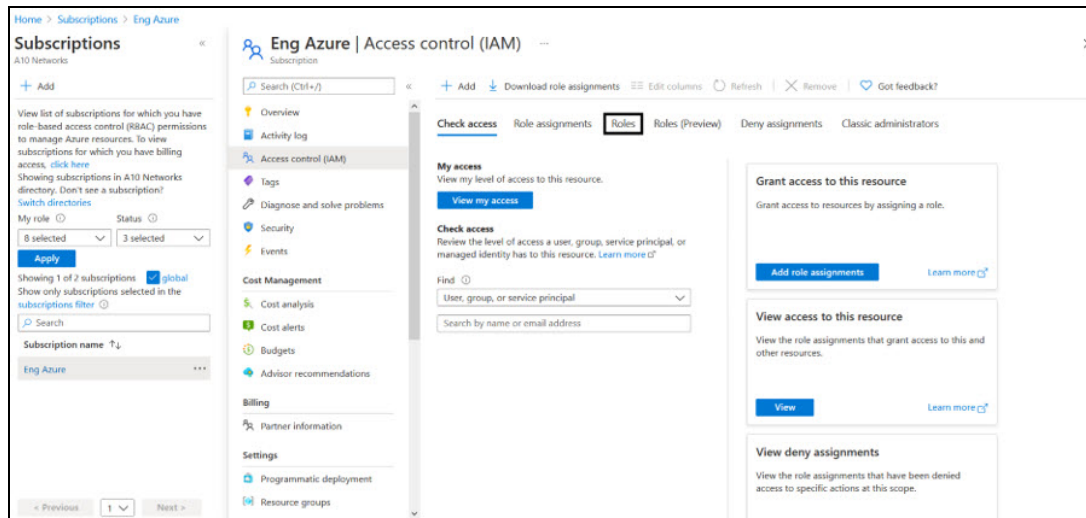 Home > Subscriptions > Eng Azure
Subscriptions «
A10 Networks
+ Add
View list of subscriptions for which you have
role-based access control (RBAC) permissions
to manage Azure resources. To view
subscriptions for which you have billing
access, click here
Showing subscriptions in A10 Networks
directory. Don't see a subscription?
Switch directories
My role Status
8 selected 3 selected
Apply
Showing 1 of 2 subscriptions global
Show only subscriptions selected in the
subscriptions filter
Search
Subscription name ↑↓
Eng Azure ...
< Previous 1 Next >
Eng Azure | Access control (IAM) ...
Subscription
Search (Ctrl+/) «
Overview
Activity log
Access control (IAM)
Tags
Diagnose and solve problems
Security
Events
Cost Management
Cost analysis
Cost alerts
Budgets
Advisor recommendations
Billing
Partner information
Settings
Programmatic deployment
Resource groups
+ Add Download role assignments Edit columns Refresh Remove Got feedback?
Check access Role assignments Roles Roles (Preview) Deny assignments Classic administrators
My access
View my level of access to this resource.
View my access
Check access
Review the level of access a user, group, service principal, or
managed identity has to this resource. Learn more
Find
User, group, or service principal
Search by name or email address
Grant access to this resource
Grant access to resources by assigning a role.
Add role assignments Learn more
View access to this resource
View the role assignments that grant access to this and
other resources.
View Learn more
View deny assignments
View the role assignments that have been denied
access to specific actions at this scope.